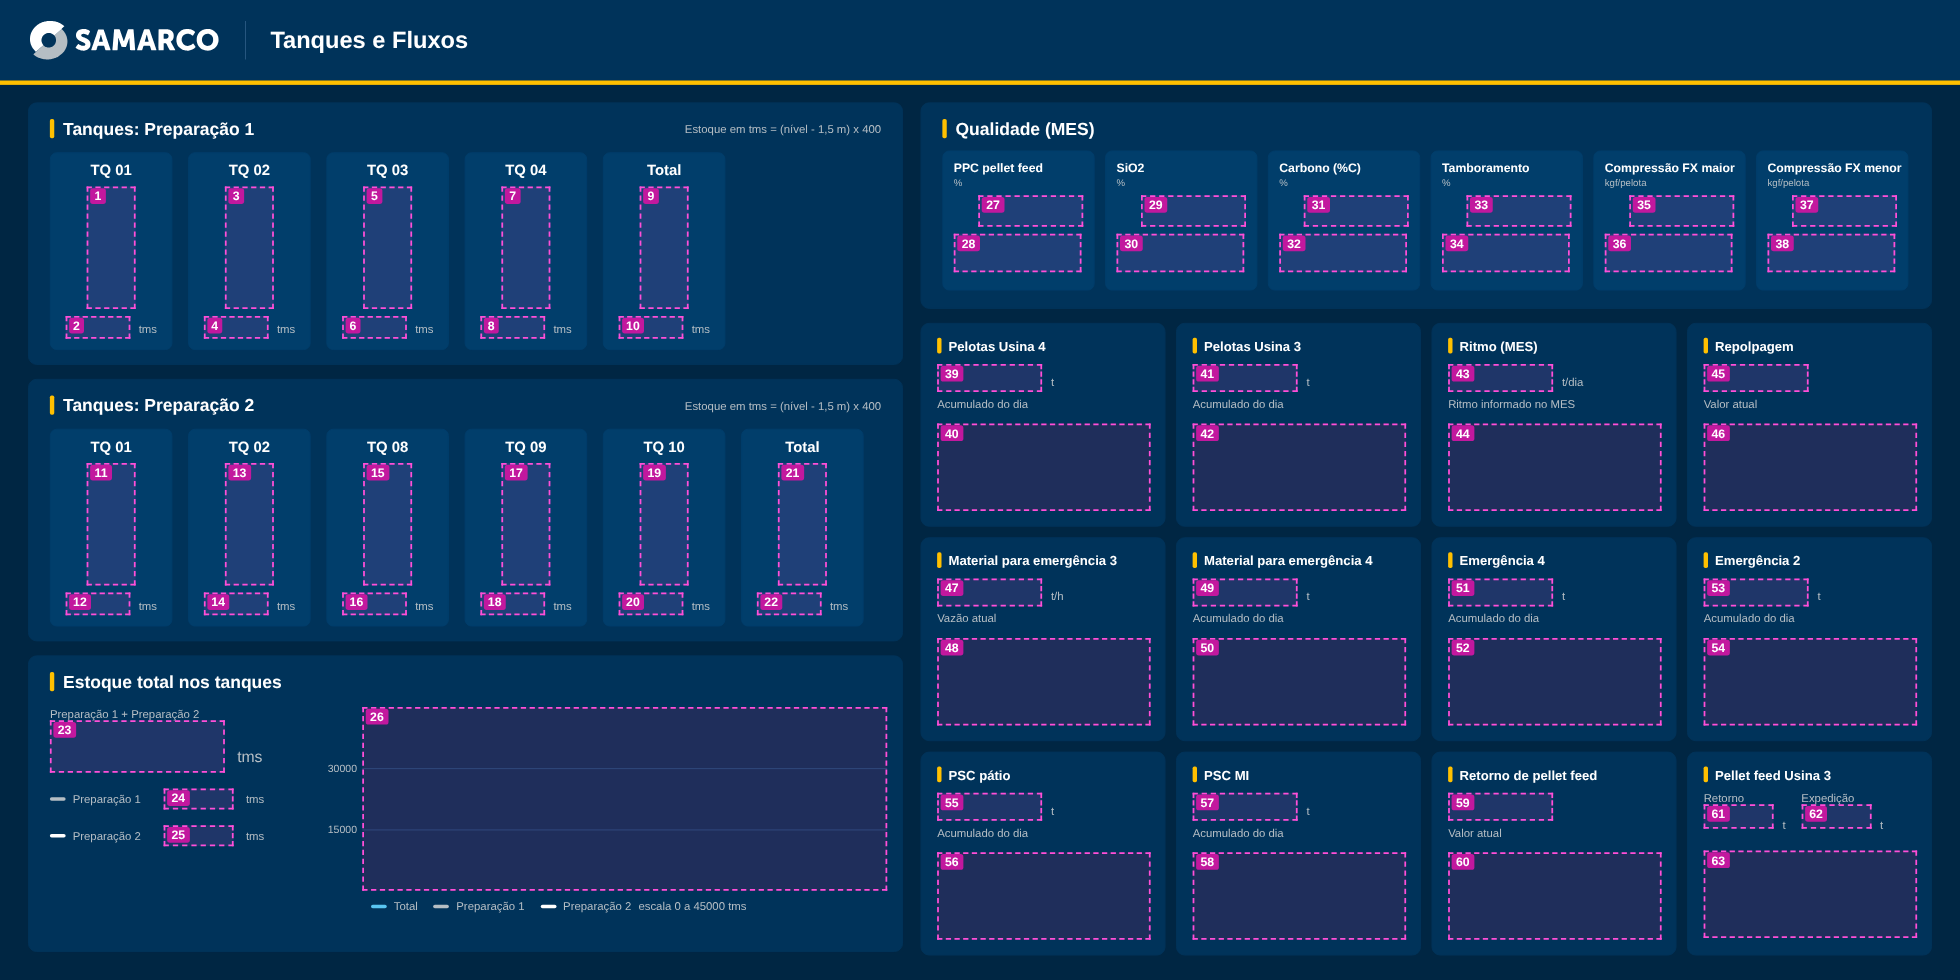 SAMARCO
Tanques e Fluxos
Tanques: Preparação 1
Estoque em tms = (nível - 1,5 m) x 400
TQ 01 TQ 02 TQ 03 TQ 04 Total
1 3 5 7 9
2 tms 4 tms 6 tms 8 tms 10 tms
Tanques: Preparação 2
Estoque em tms = (nível - 1,5 m) x 400
TQ 01 TQ 02 TQ 08 TQ 09 TQ 10 Total
11 13 15 17 19 21
12 tms 14 tms 16 tms 18 tms 20 tms 22 tms
Estoque total nos tanques
Preparação 1 + Preparação 2
23 tms
Preparação 1 24 tms
Preparação 2 25 tms
26
30000
15000
Total Preparação 1 Preparação 2 escala 0 a 45000 tms
Qualidade (MES)
PPC pellet feed SiO2 Carbono (%C) Tamboramento Compressão FX maior Compressão FX menor
% % % % kgf/pelota kgf/pelota
27 29 31 33 35 37
28 30 32 34 36 38
Pelotas Usina 4 Pelotas Usina 3 Ritmo (MES) Repolpagem
39 t 41 t 43 t/dia 45
Acumulado do dia Acumulado do dia Ritmo informado no MES Valor atual
40 42 44 46
Material para emergência 3 Material para emergência 4 Emergência 4 Emergência 2
47 t/h 49 t 51 t 53 t
Vazão atual Acumulado do dia Acumulado do dia Acumulado do dia
48 50 52 54
PSC pátio PSC MI Retorno de pellet feed Pellet feed Usina 3
Retorno Expedição
55 t 57 t 59 61 t 62 t
Acumulado do dia Acumulado do dia Valor atual
56 58 60 63